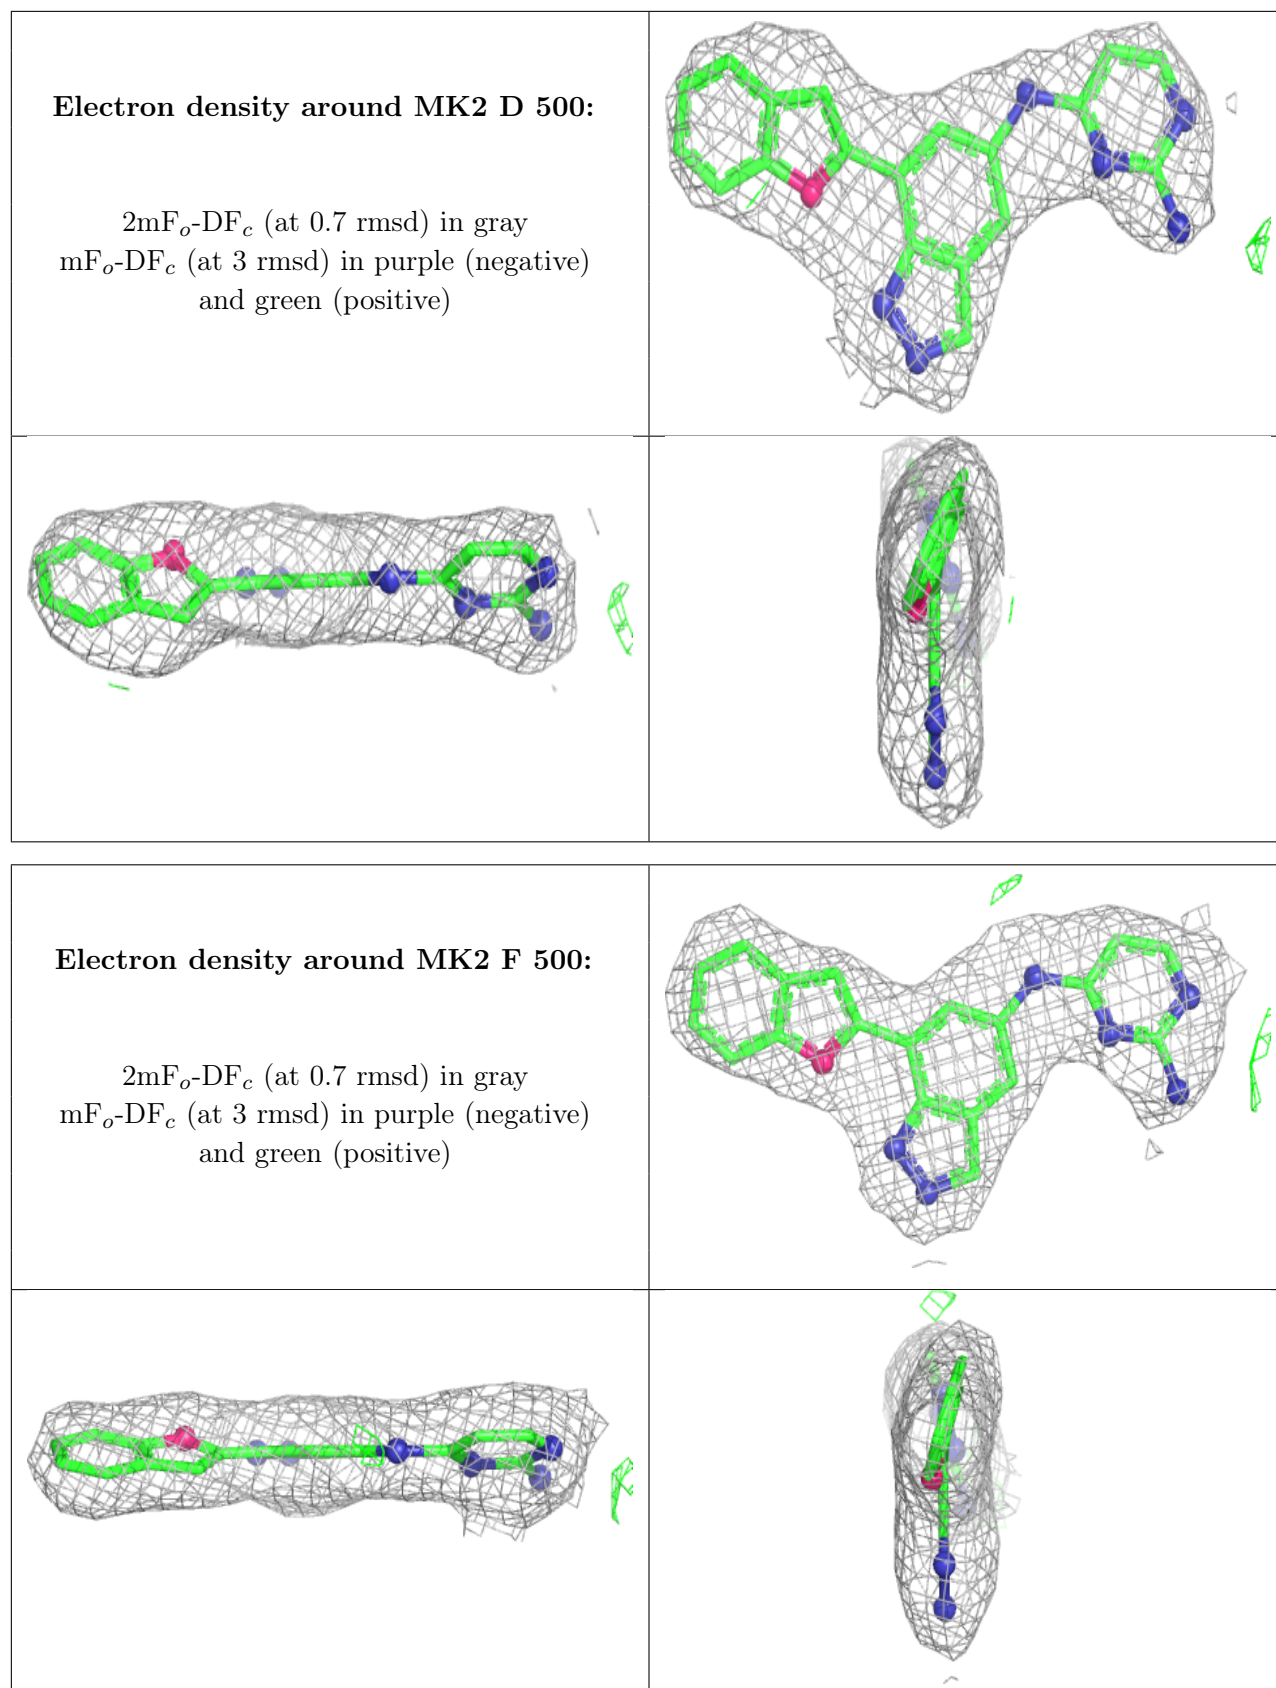 Electron density around MK2 D 500:
2mFo-DFc (at 0.7 rmsd) in gray
mFo-DFc (at 3 rmsd) in purple (negative)
and green (positive)
Electron density around MK2 F 500:
2mFo-DFc (at 0.7 rmsd) in gray
mFo-DFc (at 3 rmsd) in purple (negative)
and green (positive)